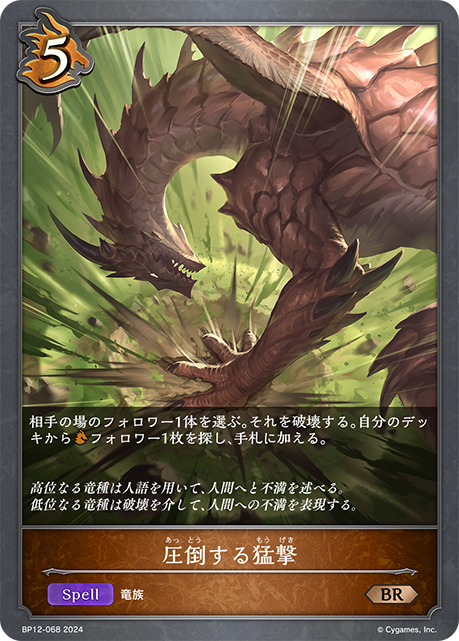 5
相手の場のフォロワー1体を選ぶ。それを破壊する。自分のデッ
キからフォロワー1枚を探し、手札に加える。
高位なる竜種は人語を用いて、人間へと不満を述べる。
低位なる竜種は破壊を介して、人間への不満を表現する。
あっ とう もう げき
圧倒する猛撃
Spell 竜族 BR
BP12-068 2024 © Cygames, Inc.